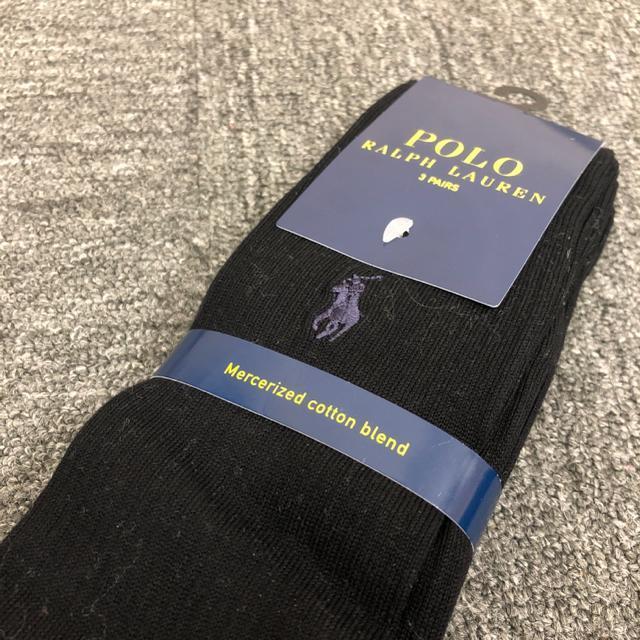 POLO
RALPH LAUREN
3 PAIRS
Mercerized cotton blend